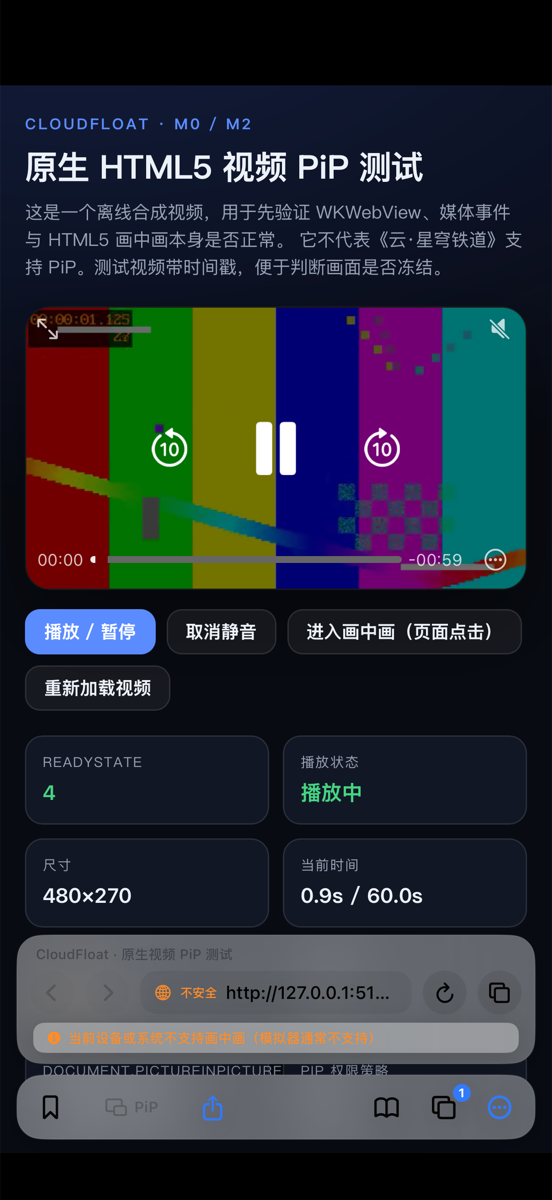 CLOUDFLOAT · M0 / M2
原生 HTML5 视频 PiP 测试
这是一个离线合成视频，用于先验证 WKWebView、媒体事件
与 HTML5 画中画本身是否正常。 它不代表《云·星穹铁道》支
持 PiP。测试视频带时间戳，便于判断画面是否冻结。
00:00:01.125
27
10
10
00:00
-00:59
播放 / 暂停
取消静音
进入画中画（页面点击）
重新加载视频
READYSTATE
播放状态
4
播放中
尺寸
当前时间
480×270
0.9s / 60.0s
CloudFloat · 原生视频 PiP 测试
不安全
http://127.0.0.1:51...
当前设备或系统不支持画中画（模拟器通常不支持）
DOCUMENT.PICTUREINPICTURE
PIP 权限策略
PiP
1